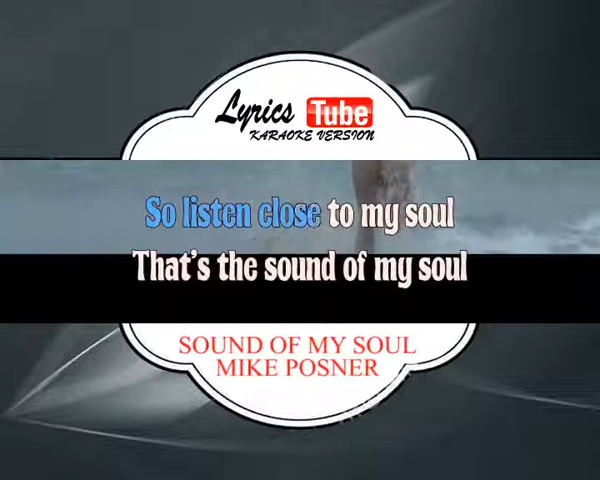 Lyrics Tube
KARAOKE VERSION
So listen close to my soul
That's the sound of my soul
SOUND OF MY SOUL
MIKE POSNER